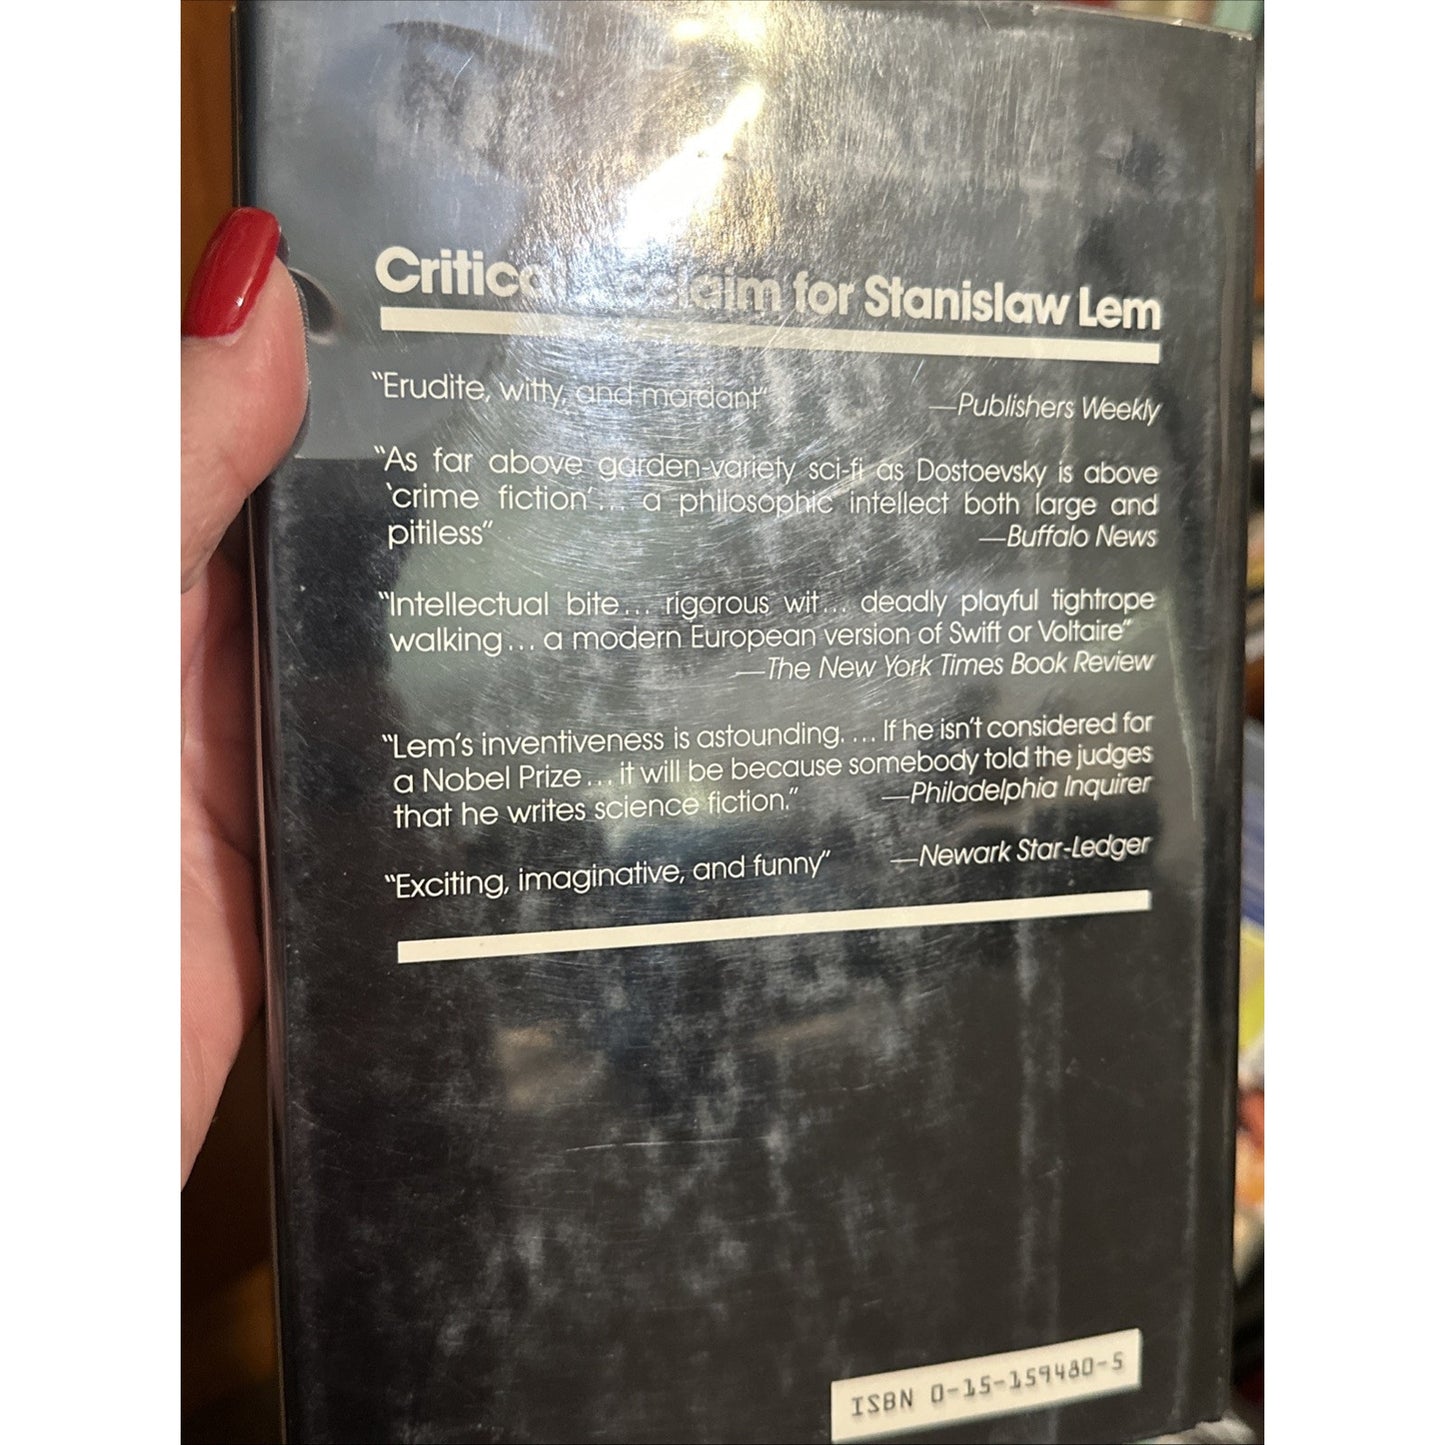 Critical Acclaim for Stanislaw Lem
"Erudite, witty, and mordant"
—Publishers Weekly
"As far above garden-variety sci-fi as Dostoevsky is above
'crime fiction'... a philosophic intellect both large and
pitiless"
—Buffalo News
"Intellectual bite... rigorous wit... deadly playful tightrope
walking... a modern European version of Swift or Voltaire"
—The New York Times Book Review
"Lem's inventiveness is astounding.... If he isn't considered for
a Nobel Prize... it will be because somebody told the judges
that he writes science fiction."
—Philadelphia Inquirer
"Exciting, imaginative, and funny"
—Newark Star-Ledger
ISBN 0-15-159480-5